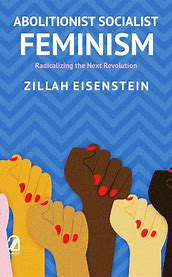 ABOLITIONIST SOCIALIST
FEMINISM
Radicalizing the Next Revolution
ZILLAH EISENSTEIN